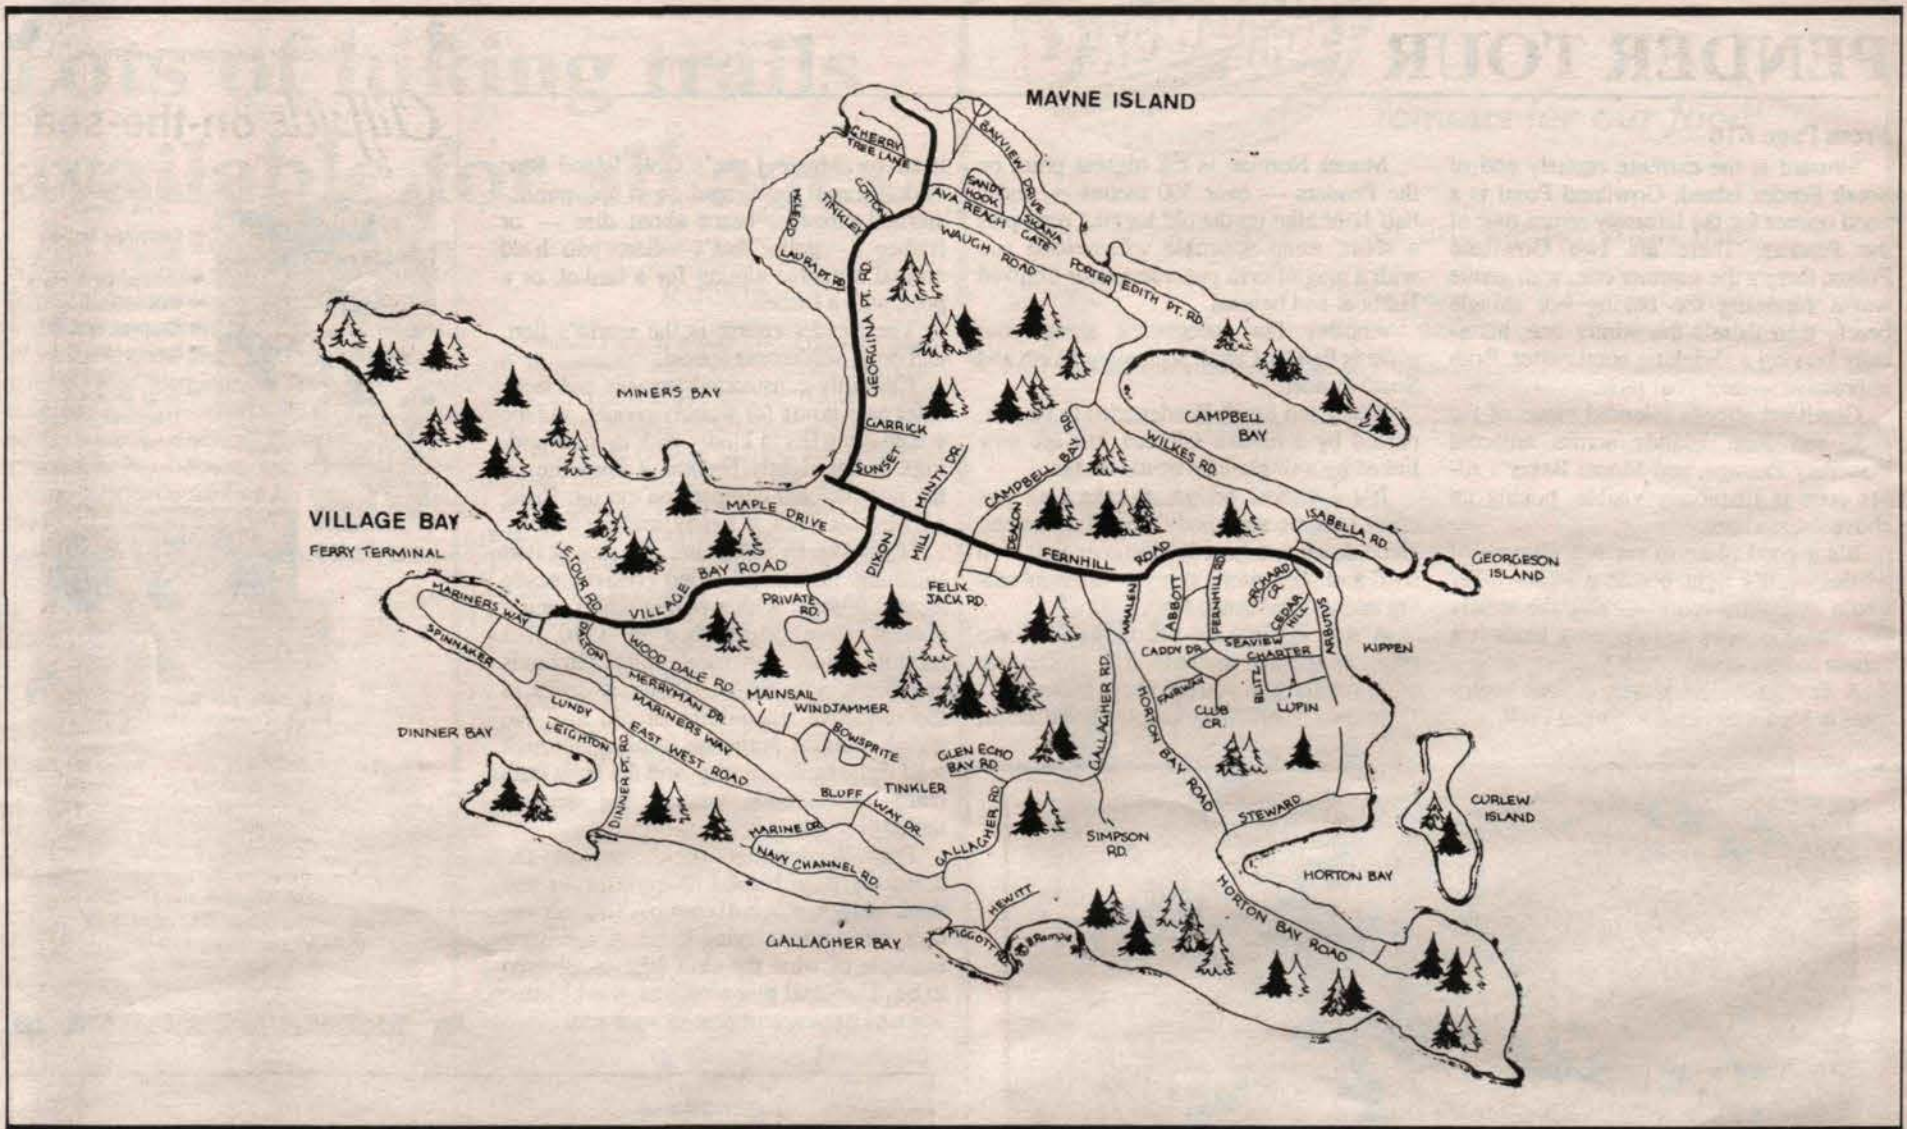 MAYNE ISLAND
CHERRY
TREE LANE
BAYVIEW DRIVE
SANDY
HOOK
COTTON
TINKLEY
AVA REACH
SKANA
GATE
LAURA PT. RD
WAUGH ROAD
PORTER
EDITH PT. RD.
GEORGINA PT. RD.
MINERS BAY
CAMPBELL
BAY
GARRICK
SUNSET
MINTY DR.
CAMPBELL BAY RD.
WILKES RD.
MAPLE DRIVE
VILLAGE BAY
FERRY TERMINAL
DEACON
ISABELLA RD.
DIXON
MILL
FERNHILL ROAD
GEORGESON
ISLAND
VILLAGE BAY ROAD
PRIVATE
RD.
FELIX
JACK RD.
WHALEN
ABBOTT
FERNHILL RD.
ORCHARD
CR.
CEDAR
HILL
ARBUTUS
MARINERS WAY
SPINNAKER
DALTON
WOOD DALE RD.
SEAVIEW
CADDY DR.
CHARTER
KIPPEN
MERRYMAN DR.
MAINSAIL
WINDJAMMER
FAIRWAY
BLITZ
CLUB
CR.
LUPIN
LUNDY
MARINERS WAY
LEIGHTON
EAST WEST ROAD
BOWSPRITE
DINNER BAY
GLEN ECHO
BAY RD.
GALLAGHER RD.
HORTON BAY ROAD
DINNER PT. RD.
BLUFF
TINKLER
WAY DR.
STEWARD
CURLEW
ISLAND
MARINE DR.
NAVY CHANNEL RD.
GALLAGHER RD.
SIMPSON
RD.
HORTON BAY
HEWITT
HORTON BAY ROAD
GALLAGHER BAY
PIGGOTT RD.